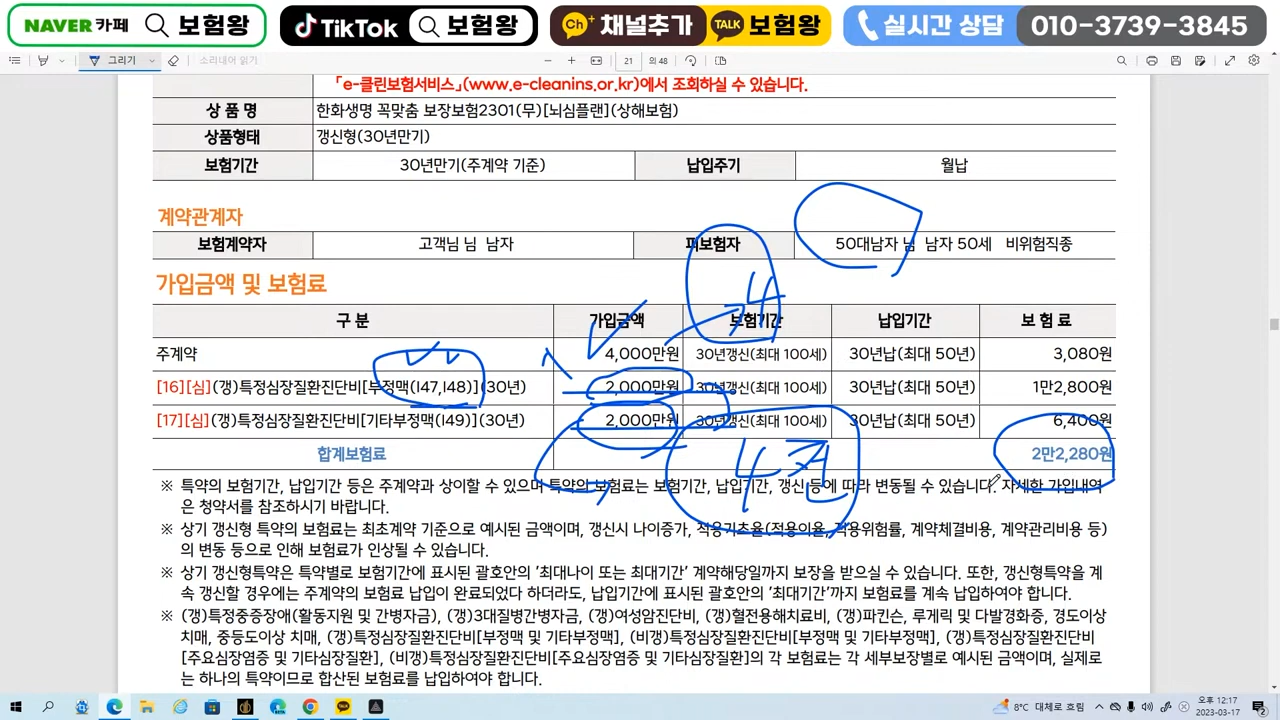 NAVER 카페 보험왕 TikTok 보험왕 Ch+ 채널추가 TALK 보험왕 실시간 상담 010-3739-3845
그리기 소리내어 읽기 21 의 48
「e-클린보험서비스」(www.e-cleanins.or.kr)에서 조회하실 수 있습니다.
상 품 명 한화생명 꼭맞춤 보장보험2301(무)[뇌심플랜](상해보험)
상품형태 갱신형(30년만기)
보험기간 30년만기(주계약 기준) 납입주기 월납
계약관계자
보험계약자 고객님 님 남자 피보험자 50대남자 님 남자 50세 비위험직종
가입금액 및 보험료
4
구 분 가입금액 보험기간 납입기간 보 험 료
주계약 4,000만원 30년갱신(최대 100세) 30년납(최대 50년) 3,080원
[16][심](갱)특정심장질환진단비[부정맥(I47,I48)](30년) 2,000만원 30년갱신(최대 100세) 30년납(최대 50년) 1만2,800원
[17][심](갱)특정심장질환진단비[기타부정맥(I49)](30년) 2,000만원 30년갱신(최대 100세) 30년납(최대 50년) 6,400원
합계보험료 2만2,280원
4천
※ 특약의 보험기간, 납입기간 등은 주계약과 상이할 수 있으며 특약의 보험료는 보험기간, 납입기간, 갱신 등에 따라 변동될 수 있습니다. 자세한 가입내역
은 청약서를 참조하시기 바랍니다.
※ 상기 갱신형 특약의 보험료는 최초계약 기준으로 예시된 금액이며, 갱신시 나이증가, 적용기초율(적용이율, 적용위험률, 계약체결비용, 계약관리비용 등)
의 변동 등으로 인해 보험료가 인상될 수 있습니다.
※ 상기 갱신형특약은 특약별로 보험기간에 표시된 괄호안의 '최대나이 또는 최대기간' 계약해당일까지 보장을 받으실 수 있습니다. 또한, 갱신형특약을 계
속 갱신할 경우에는 주계약의 보험료 납입이 완료되었다 하더라도, 납입기간에 표시된 괄호안의 '최대기간'까지 보험료를 계속 납입하여야 합니다.
※ (갱)특정중증장애(활동지원 및 간병자금), (갱)3대질병간병자금, (갱)여성암진단비, (갱)혈전용해치료비, (갱)파킨슨, 루게릭 및 다발경화증, 경도이상
치매, 중등도이상 치매, (갱)특정심장질환진단비[부정맥 및 기타부정맥], (비갱)특정심장질환진단비[부정맥 및 기타부정맥], (갱)특정심장질환진단비
[주요심장염증 및 기타심장질환], (비갱)특정심장질환진단비[주요심장염증 및 기타심장질환]의 각 보험료는 각 세부보장별로 예시된 금액이며, 실제로
는 하나의 특약이므로 합산된 보험료를 납입하여야 합니다.
8°C 대체로 흐림 오후 12:17
2023-03-17